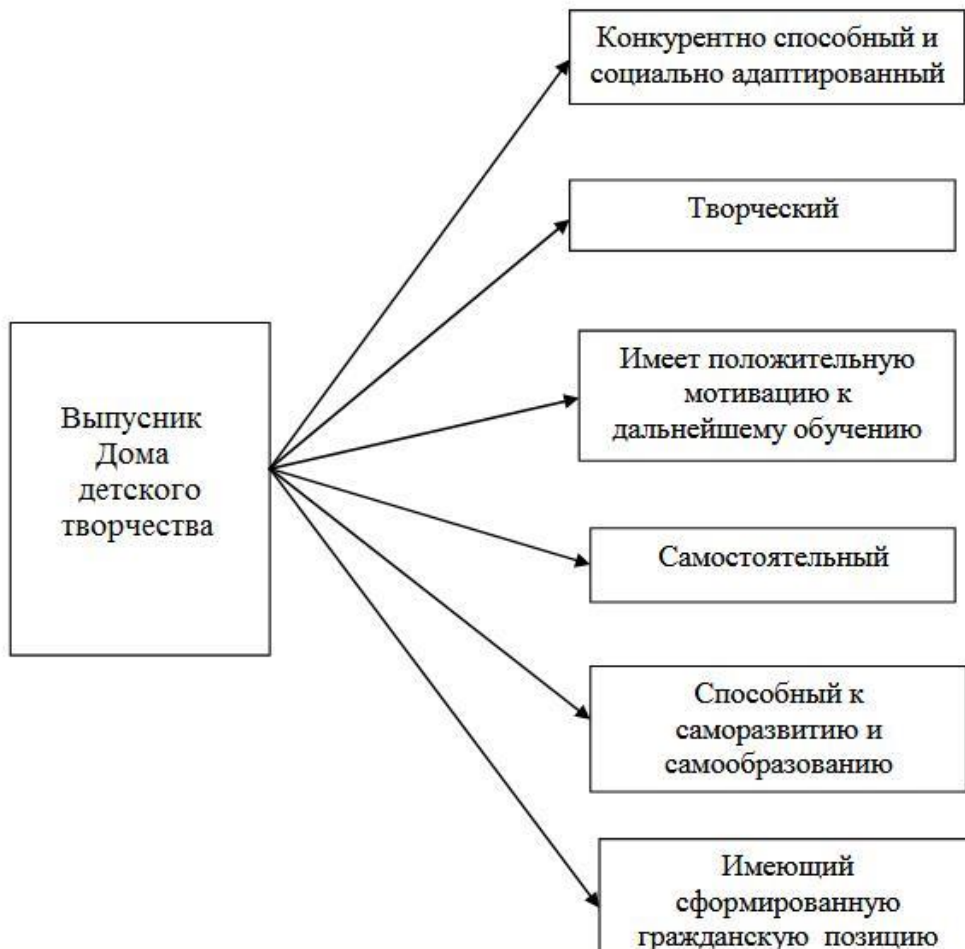 Конкурентно способный и
социально адаптированный
Творческий
Имеет положительную
мотивацию к
дальнейшему обучению
Выпусник
Дома
детского
творчества
Самостоятельный
Способный к
саморазвитию и
самообразованию
Имеющий
сформированную
гражданскую позицию